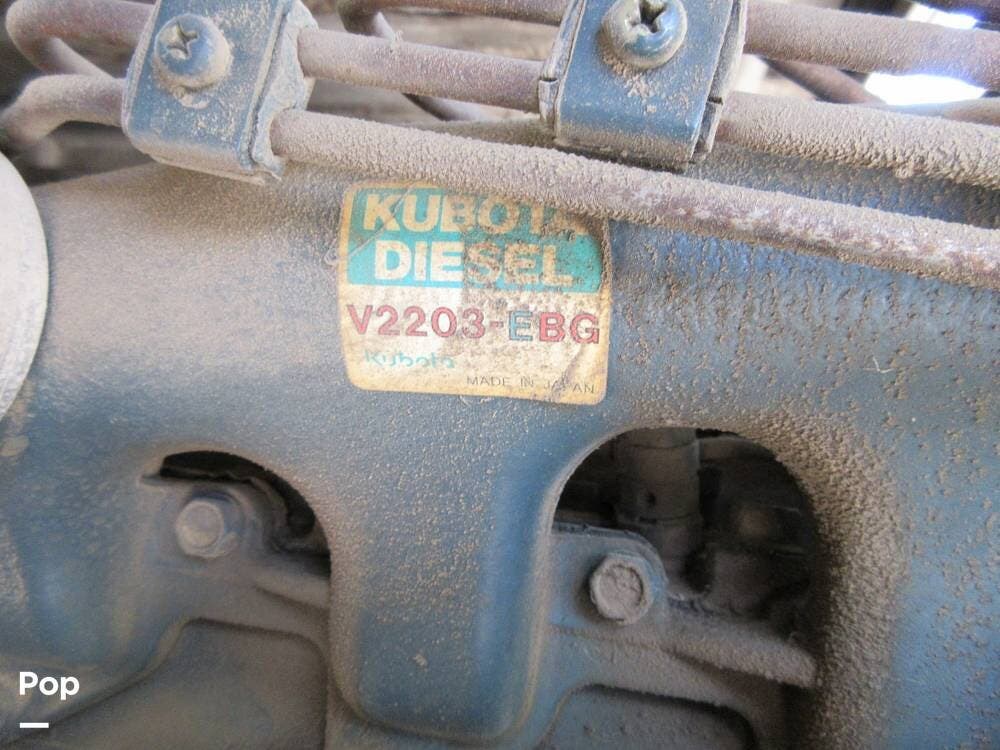 KUBOTA
DIESEL
V2203-EBG
Kubota
MADE IN JAPAN
Pop